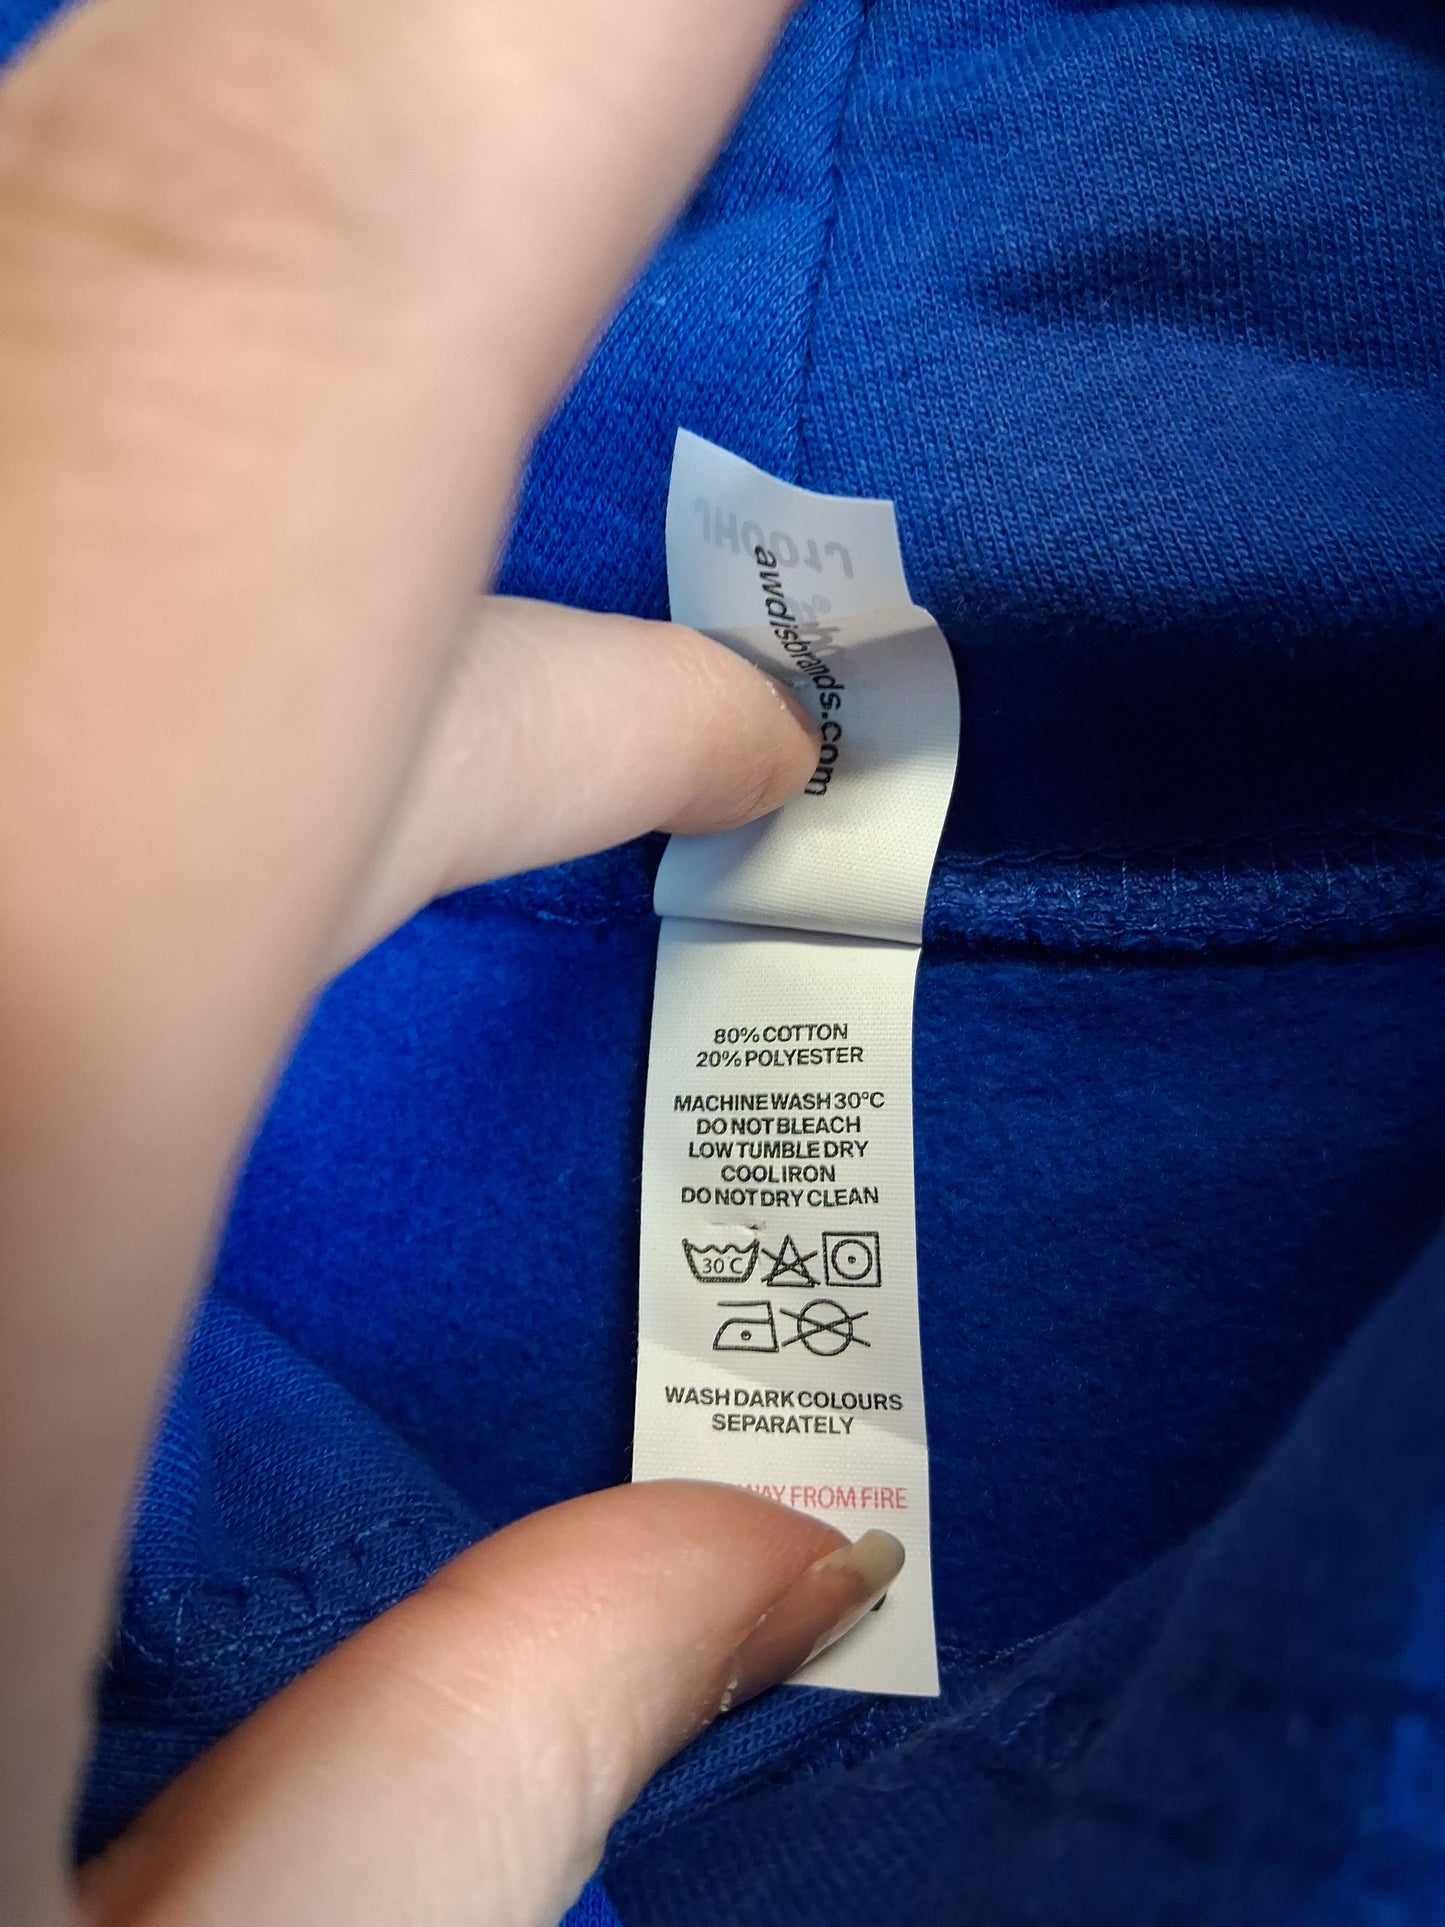 awdisbrands.com
80% COTTON
20% POLYESTER
MACHINE WASH 30°C
DO NOT BLEACH
LOW TUMBLE DRY
COOL IRON
DO NOT DRY CLEAN
30°C
WASH DARK COLOURS
SEPARATELY
FROM FIRE